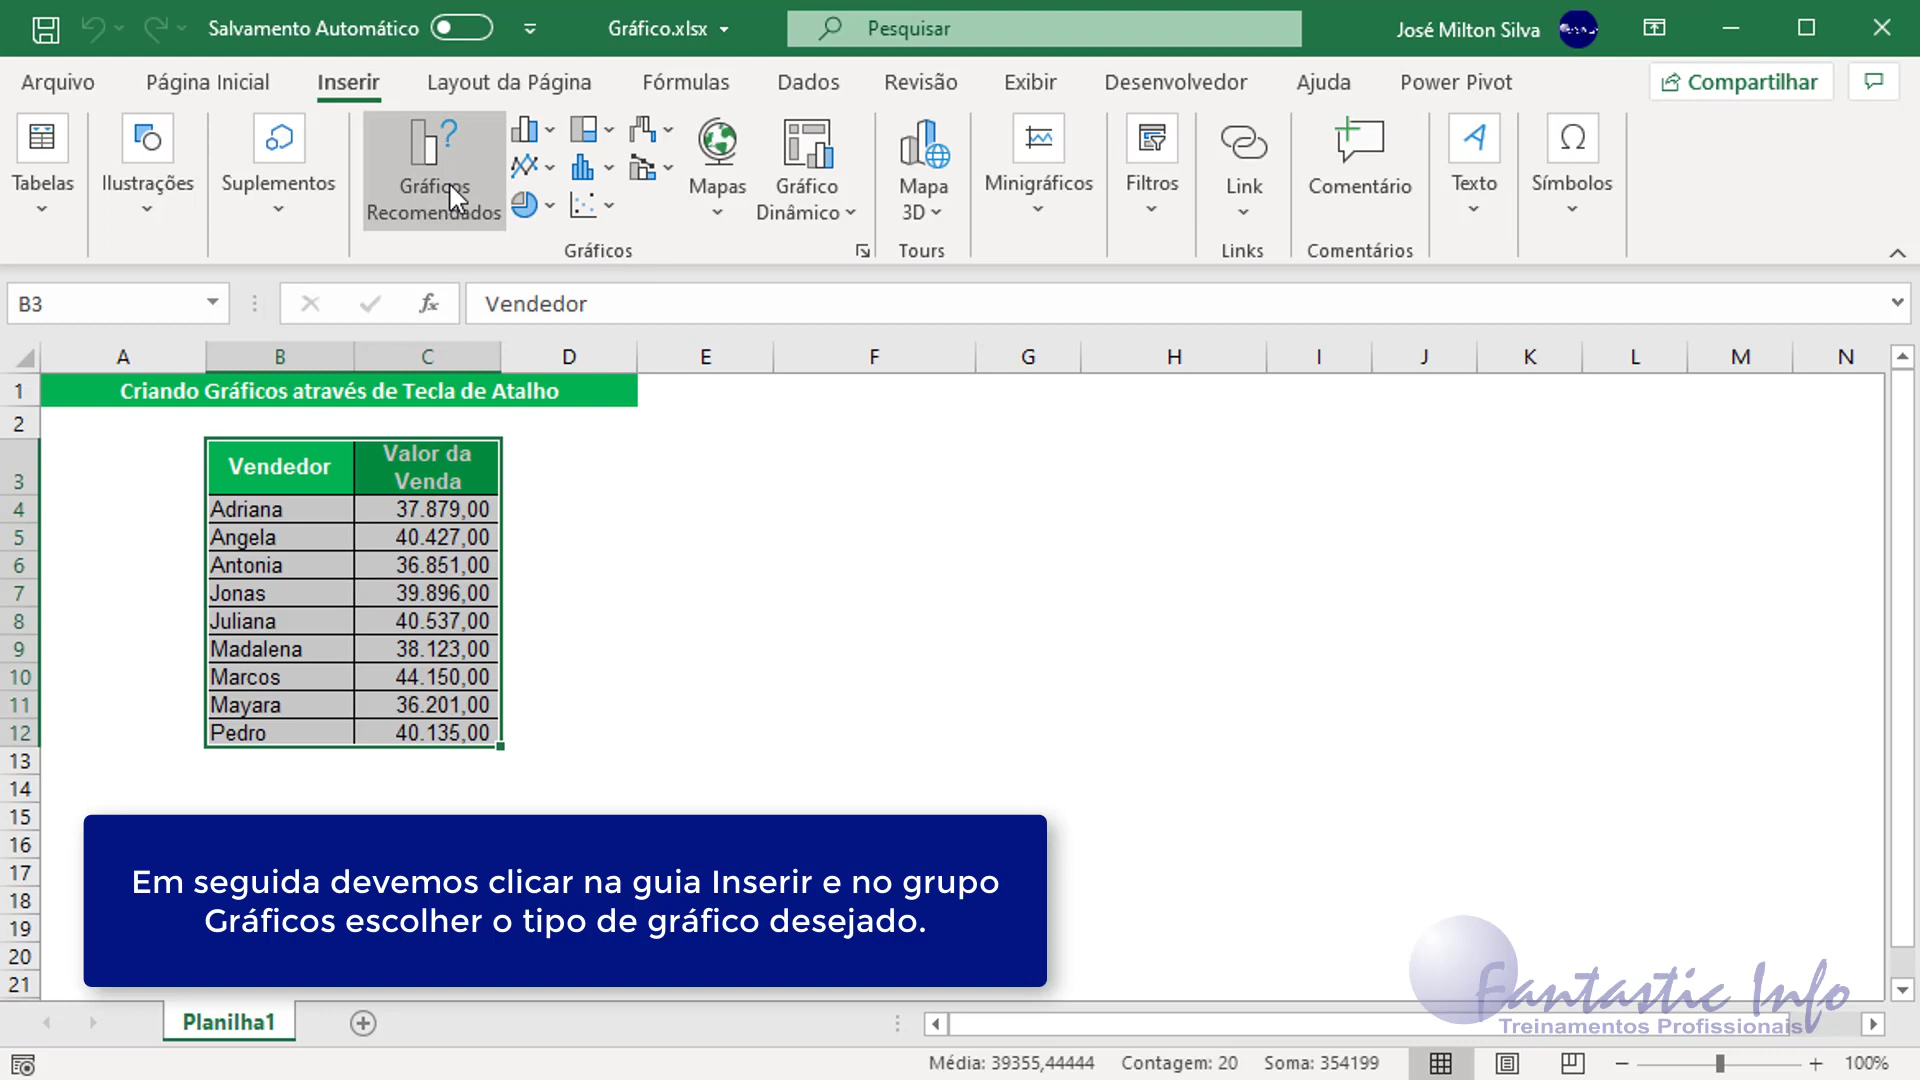 Salvamento Automático
Gráfico.xlsx
Pesquisar
José Milton Silva
Arquivo
Página Inicial
Inserir
Layout da Página
Fórmulas
Dados
Revisão
Exibir
Desenvolvedor
Ajuda
Power Pivot
Compartilhar
Tabelas
Ilustrações
Suplementos
Gráficos
Recomendados
Mapas
Gráfico
Dinâmico
Mapa
3D
Minigráficos
Filtros
Link
Comentário
Texto
Símbolos
Gráficos
Tours
Links
Comentários
B3
fx
Vendedor
A B C D E F G H I J K L M N
1 Criando Gráficos através de Tecla de Atalho
2
3 Vendedor Valor da
Venda
4 Adriana 37.879,00
5 Angela 40.427,00
6 Antonia 36.851,00
7 Jonas 39.896,00
8 Juliana 40.537,00
9 Madalena 38.123,00
10 Marcos 44.150,00
11 Mayara 36.201,00
12 Pedro 40.135,00
13
14
15
16
17
18
19
20
21
Em seguida devemos clicar na guia Inserir e no grupo
Gráficos escolher o tipo de gráfico desejado.
Fantastic Info
Treinamentos Profissionais
Planilha1
Média: 39355,44444 Contagem: 20 Soma: 354199 100%